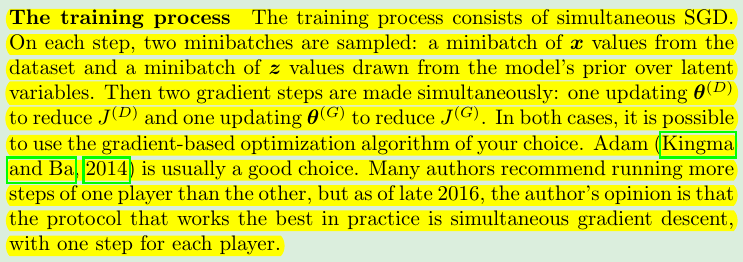 The training process The training process consists of simultaneous SGD.
On each step, two minibatches are sampled: a minibatch of x values from the
dataset and a minibatch of z values drawn from the model's prior over latent
variables. Then two gradient steps are made simultaneously: one updating θ(D)
to reduce J(D) and one updating θ(G) to reduce J(G). In both cases, it is possible
to use the gradient-based optimization algorithm of your choice. Adam (Kingma
and Ba, 2014) is usually a good choice. Many authors recommend running more
steps of one player than the other, but as of late 2016, the author's opinion is that
the protocol that works the best in practice is simultaneous gradient descent,
with one step for each player.